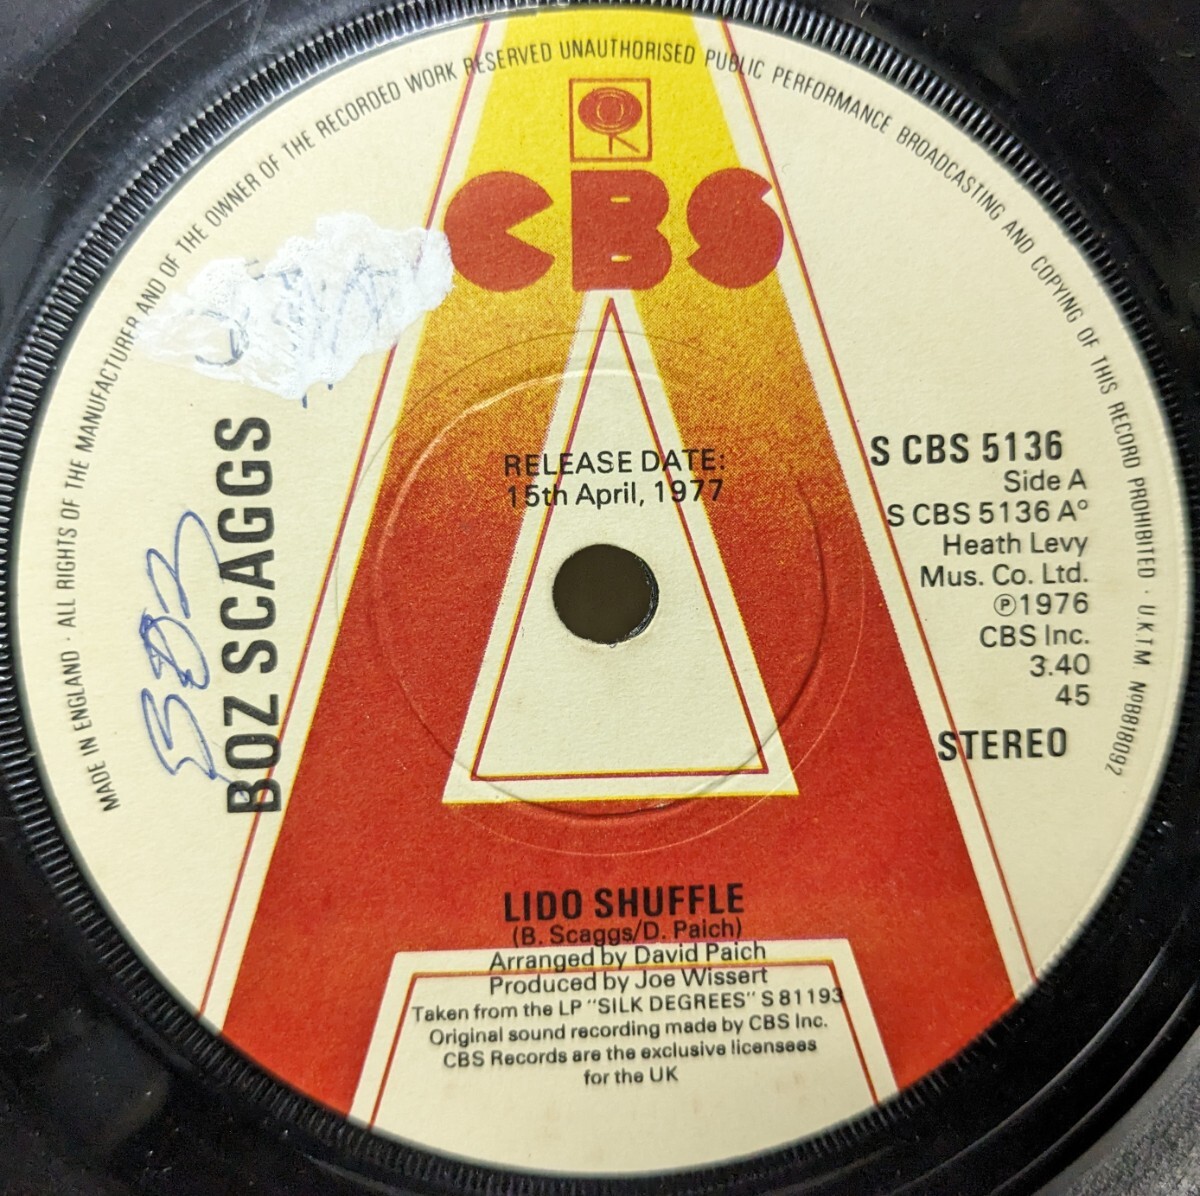 MADE IN ENGLAND · ALL RIGHTS OF THE MANUFACTURER AND OF THE OWNER OF THE RECORDED WORK RESERVED UNAUTHORISED PUBLIC PERFORMANCE BROADCASTING AND COPYING OF THIS RECORD PROHIBITED · U.K.T.M. No B818092
CBS
BOZ SCAGGS
RELEASE DATE:
15th April, 1977
S CBS 5136
Side A
S CBS 5136 A°
Heath Levy
Mus. Co. Ltd.
℗1976
CBS Inc.
3.40
45
STEREO
LIDO SHUFFLE
(B. Scaggs/D. Paich)
Arranged by David Paich
Produced by Joe Wissert
Taken from the LP "SILK DEGREES" S 81193
Original sound recording made by CBS Inc.
CBS Records are the exclusive licensees
for the UK